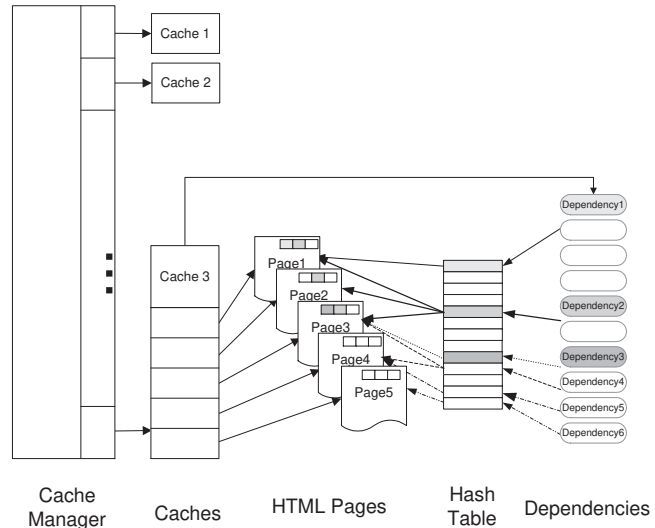 Cache 1
Cache 2
Cache 3
Page1
Page2
Page3
Page4
Page5
Dependency1
Dependency2
Dependency3
Dependency4
Dependency5
Dependency6
Cache
Manager
Caches
HTML Pages
Hash
Table
Dependencies